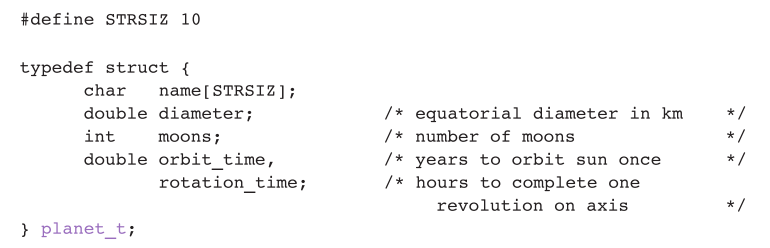 #define STRSIZ 10
typedef struct {
char name[STRSIZ];
double diameter; /* equatorial diameter in km */
int moons; /* number of moons */
double orbit_time, /* years to orbit sun once */
rotation_time; /* hours to complete one
revolution on axis */
} planet_t;